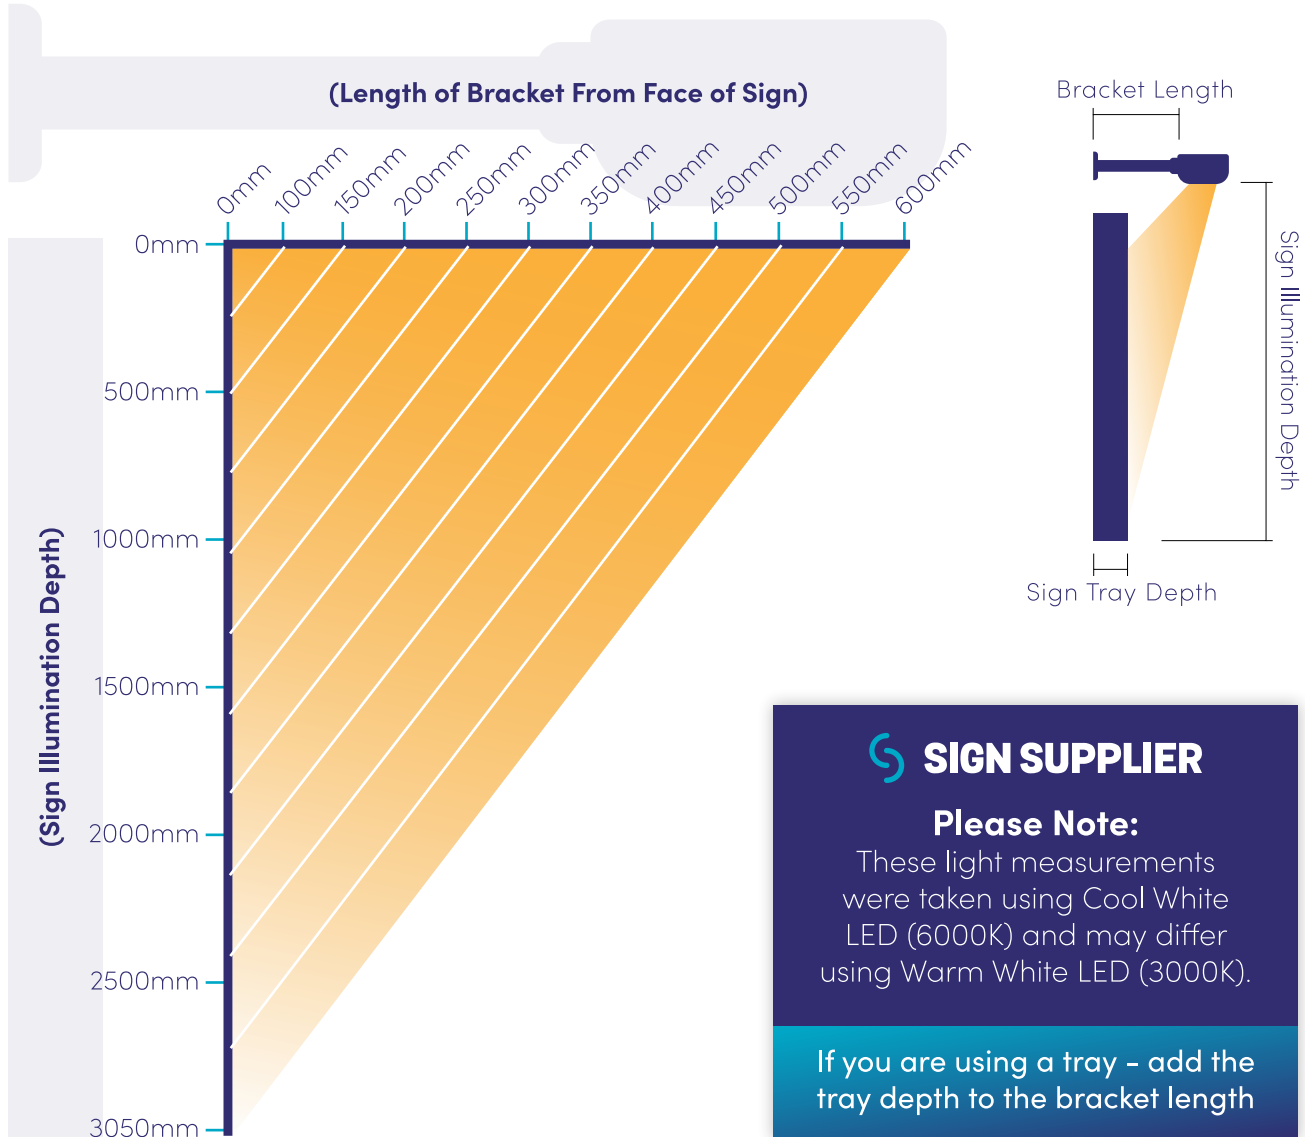 (Length of Bracket From Face of Sign)
0mm
100mm
150mm
200mm
250mm
300mm
350mm
400mm
450mm
500mm
550mm
600mm
0mm
500mm
1000mm
1500mm
2000mm
2500mm
3050mm
(Sign Illumination Depth)
Bracket Length
Sign Illumination Depth
Sign Tray Depth
SIGN SUPPLIER
Please Note:
These light measurements
were taken using Cool White
LED (6000K) and may differ
using Warm White LED (3000K).
If you are using a tray - add the
tray depth to the bracket length